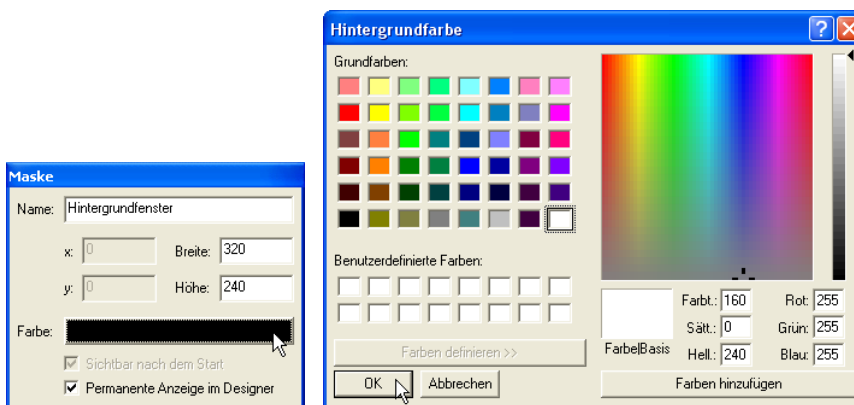 Maske
Name: Hintergrundfenster
x: 0 Breite: 320
y: 0 Höhe: 240
Farbe:
Sichtbar nach dem Start
Permanente Anzeige im Designer
Hintergrundfarbe
Grundfarben:
Benutzerdefinierte Farben:
Farben definieren >>
OK Abbrechen
Farbe|Basis
Farbt.: 160 Rot: 255
Sätt.: 0 Grün: 255
Hell.: 240 Blau: 255
Farben hinzufügen